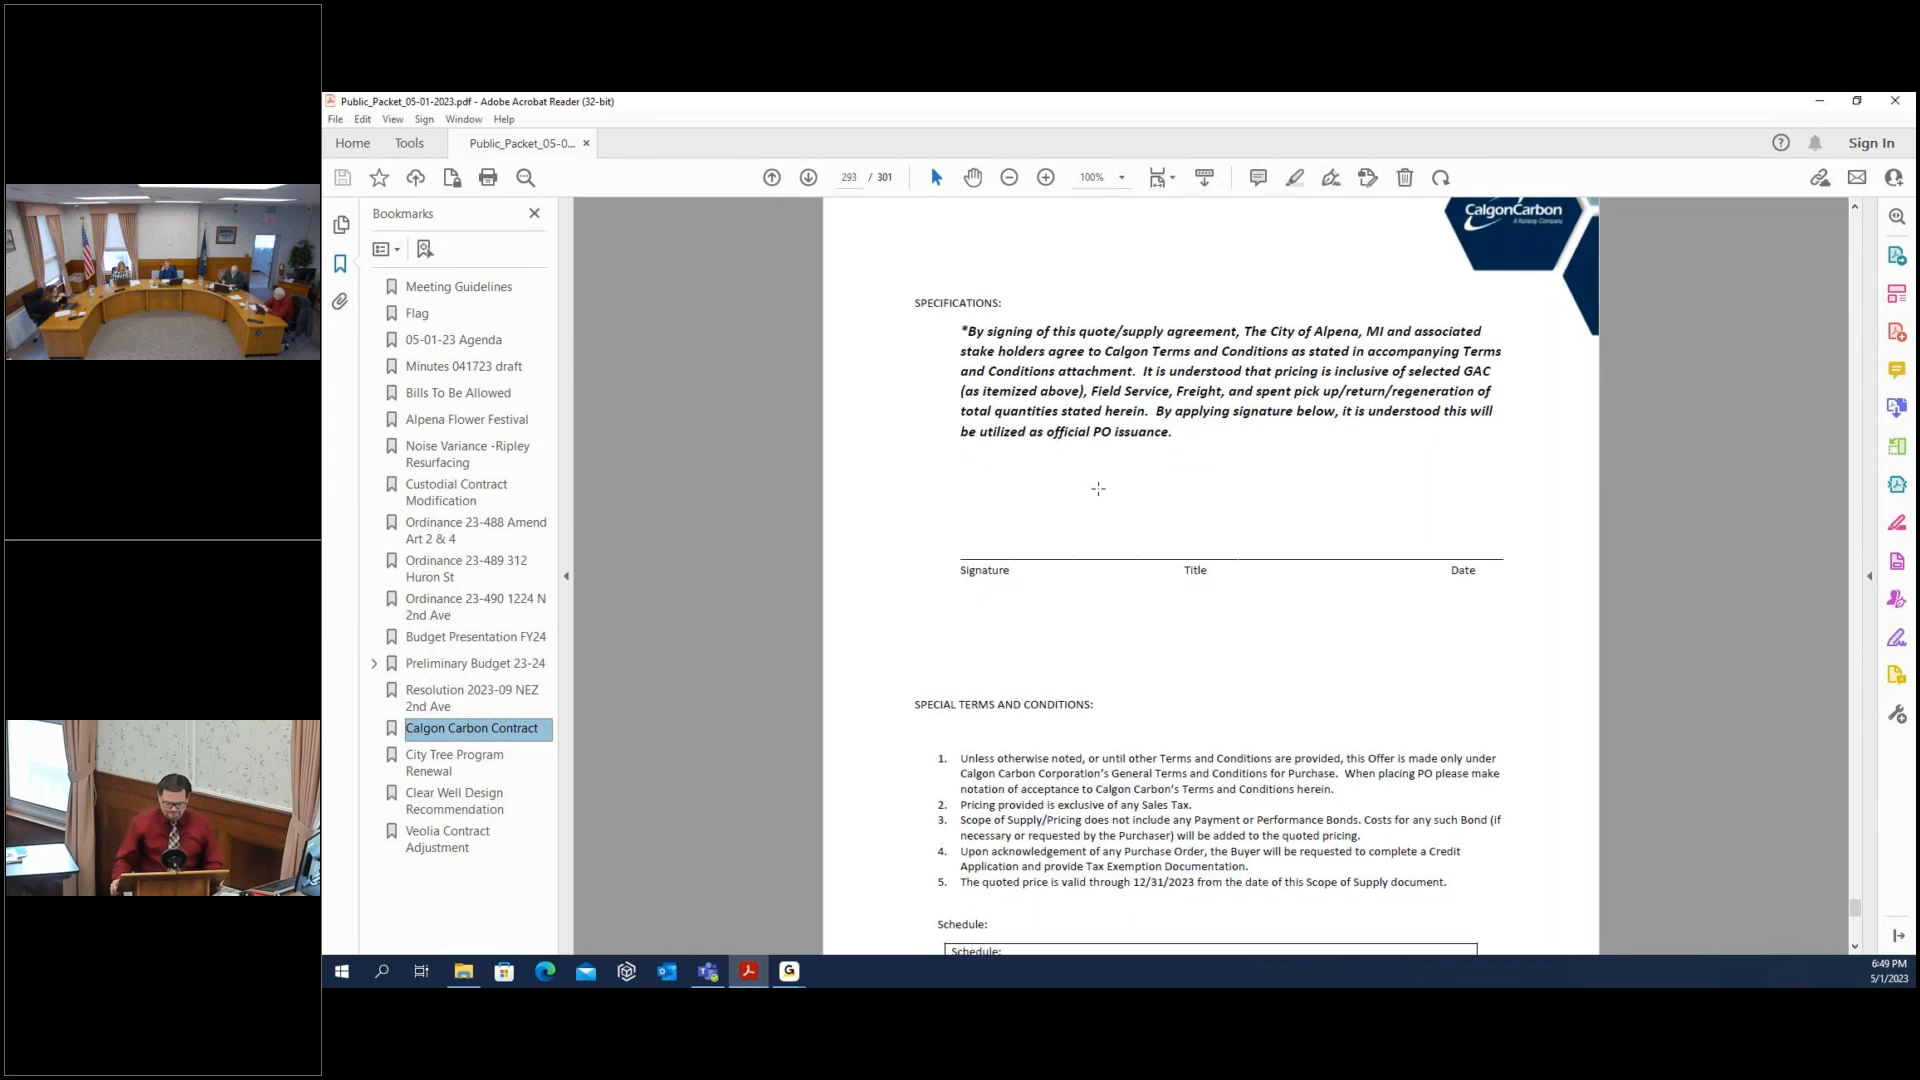 Public_Packet_05-01-2023.pdf - Adobe Acrobat Reader (32-bit)
File Edit View Sign Window Help
Home Tools Public_Packet_05-0... Sign In
293 / 301 100%
Bookmarks
Meeting Guidelines
Flag
05-01-23 Agenda
Minutes 041723 draft
Bills To Be Allowed
Alpena Flower Festival
Noise Variance -Ripley
Resurfacing
Custodial Contract
Modification
Ordinance 23-488 Amend
Art 2 & 4
Ordinance 23-489 312
Huron St
Ordinance 23-490 1224 N
2nd Ave
Budget Presentation FY24
Preliminary Budget 23-24
Resolution 2023-09 NEZ
2nd Ave
Calgon Carbon Contract
City Tree Program
Renewal
Clear Well Design
Recommendation
Veolia Contract
Adjustment
CalgonCarbon
A Kuraray Company
SPECIFICATIONS:
*By signing of this quote/supply agreement, The City of Alpena, MI and associated
stake holders agree to Calgon Terms and Conditions as stated in accompanying Terms
and Conditions attachment. It is understood that pricing is inclusive of selected GAC
(as itemized above), Field Service, Freight, and spent pick up/return/regeneration of
total quantities stated herein. By applying signature below, it is understood this will
be utilized as official PO issuance.
Signature Title Date
SPECIAL TERMS AND CONDITIONS:
1. Unless otherwise noted, or until other Terms and Conditions are provided, this Offer is made only under
Calgon Carbon Corporation's General Terms and Conditions for Purchase. When placing PO please make
notation of acceptance to Calgon Carbon's Terms and Conditions herein.
2. Pricing provided is exclusive of any Sales Tax.
3. Scope of Supply/Pricing does not include any Payment or Performance Bonds. Costs for any such Bond (if
necessary or requested by the Purchaser) will be added to the quoted pricing.
4. Upon acknowledgement of any Purchase Order, the Buyer will be requested to complete a Credit
Application and provide Tax Exemption Documentation.
5. The quoted price is valid through 12/31/2023 from the date of this Scope of Supply document.
Schedule:
Schedule:
6:49 PM
5/1/2023